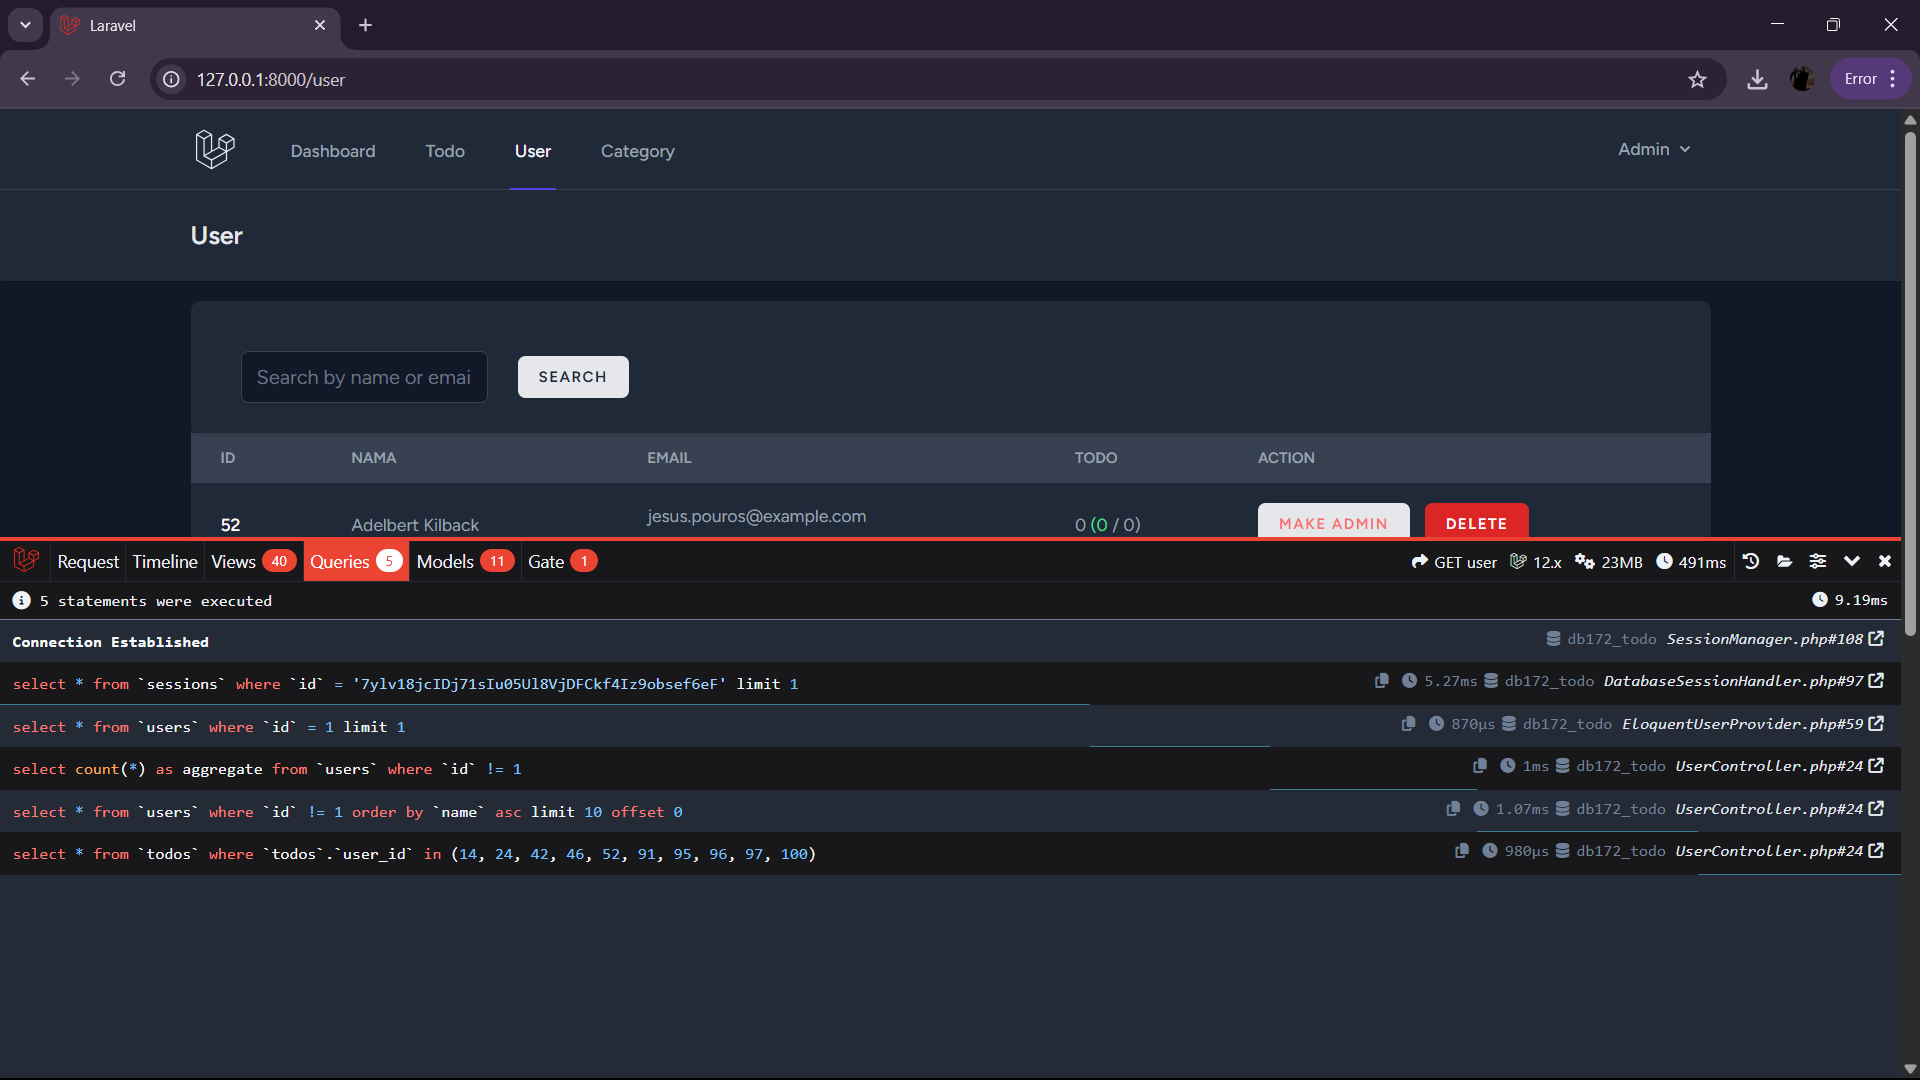 Laravel
127.0.0.1:8000/user
Error
Dashboard Todo User Category Admin
User
Search by name or emai SEARCH
ID NAMA EMAIL TODO ACTION
52 Adelbert Kilback jesus.pouros@example.com 0 (0 / 0) MAKE ADMIN DELETE
Request Timeline Views 40 Queries 5 Models 11 Gate 1 GET user 12.x 23MB 491ms
5 statements were executed 9.19ms
Connection Established db172_todo SessionManager.php#108
select * from `sessions` where `id` = '7ylv18jcIDj71sIu05Ul8VjDFCkf4Iz9obsef6eF' limit 1 5.27ms db172_todo DatabaseSessionHandler.php#97
select * from `users` where `id` = 1 limit 1 870μs db172_todo EloquentUserProvider.php#59
select count(*) as aggregate from `users` where `id` != 1 1ms db172_todo UserController.php#24
select * from `users` where `id` != 1 order by `name` asc limit 10 offset 0 1.07ms db172_todo UserController.php#24
select * from `todos` where `todos`.`user_id` in (14, 24, 42, 46, 52, 91, 95, 96, 97, 100) 980μs db172_todo UserController.php#24